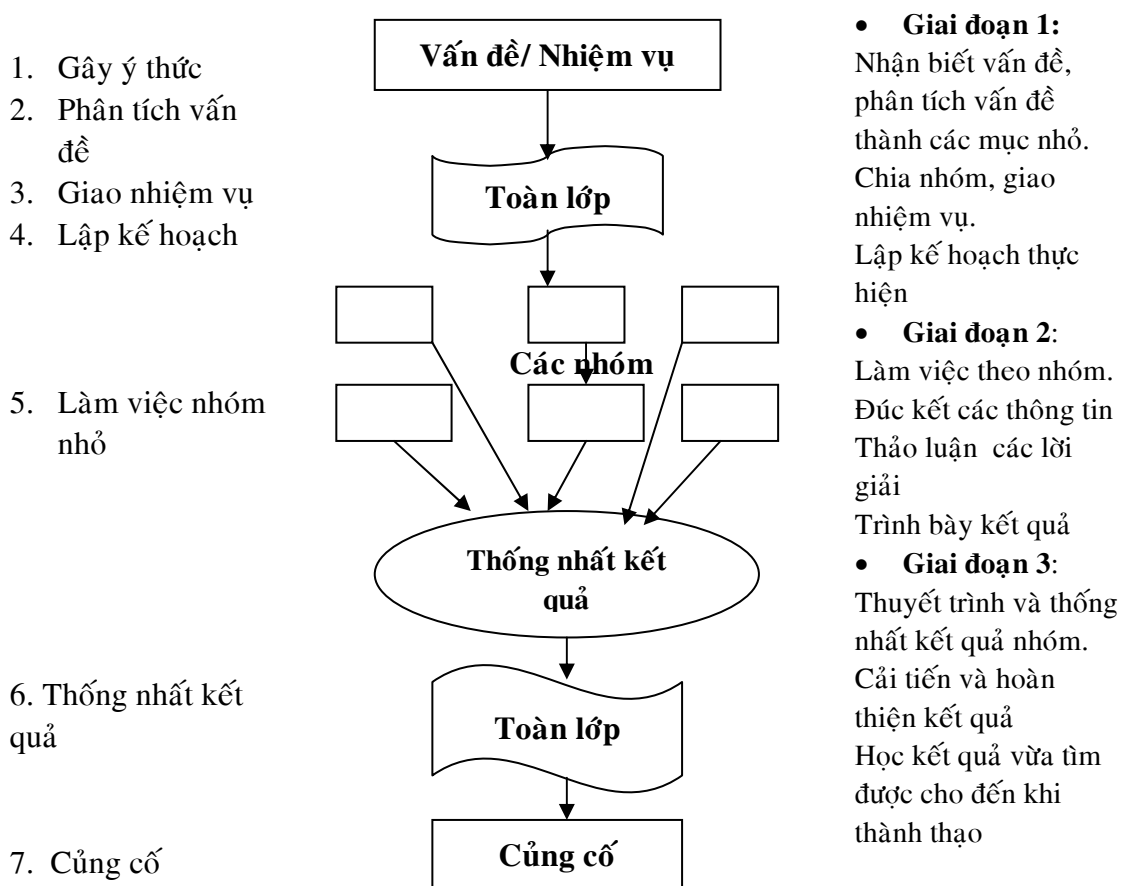 1. Gây ý thức
2. Phân tích vấn
đề
3. Giao nhiệm vụ
4. Lập kế hoạch
5. Làm việc nhóm
nhỏ
6. Thống nhất kết
quả
7. Củng cố
Vấn đề/ Nhiệm vụ
Toàn lớp
Các nhóm
Thống nhất kết
quả
Toàn lớp
Củng cố
• Giai đoạn 1:
Nhận biết vấn đề,
phân tích vấn đề
thành các mục nhỏ.
Chia nhóm, giao
nhiệm vụ.
Lập kế hoạch thực
hiện
• Giai đoạn 2:
Làm việc theo nhóm.
Đúc kết các thông tin
Thảo luận các lời
giải
Trình bày kết quả
• Giai đoạn 3:
Thuyết trình và thống
nhất kết quả nhóm.
Cải tiến và hoàn
thiện kết quả
Học kết quả vừa tìm
được cho đến khi
thành thạo